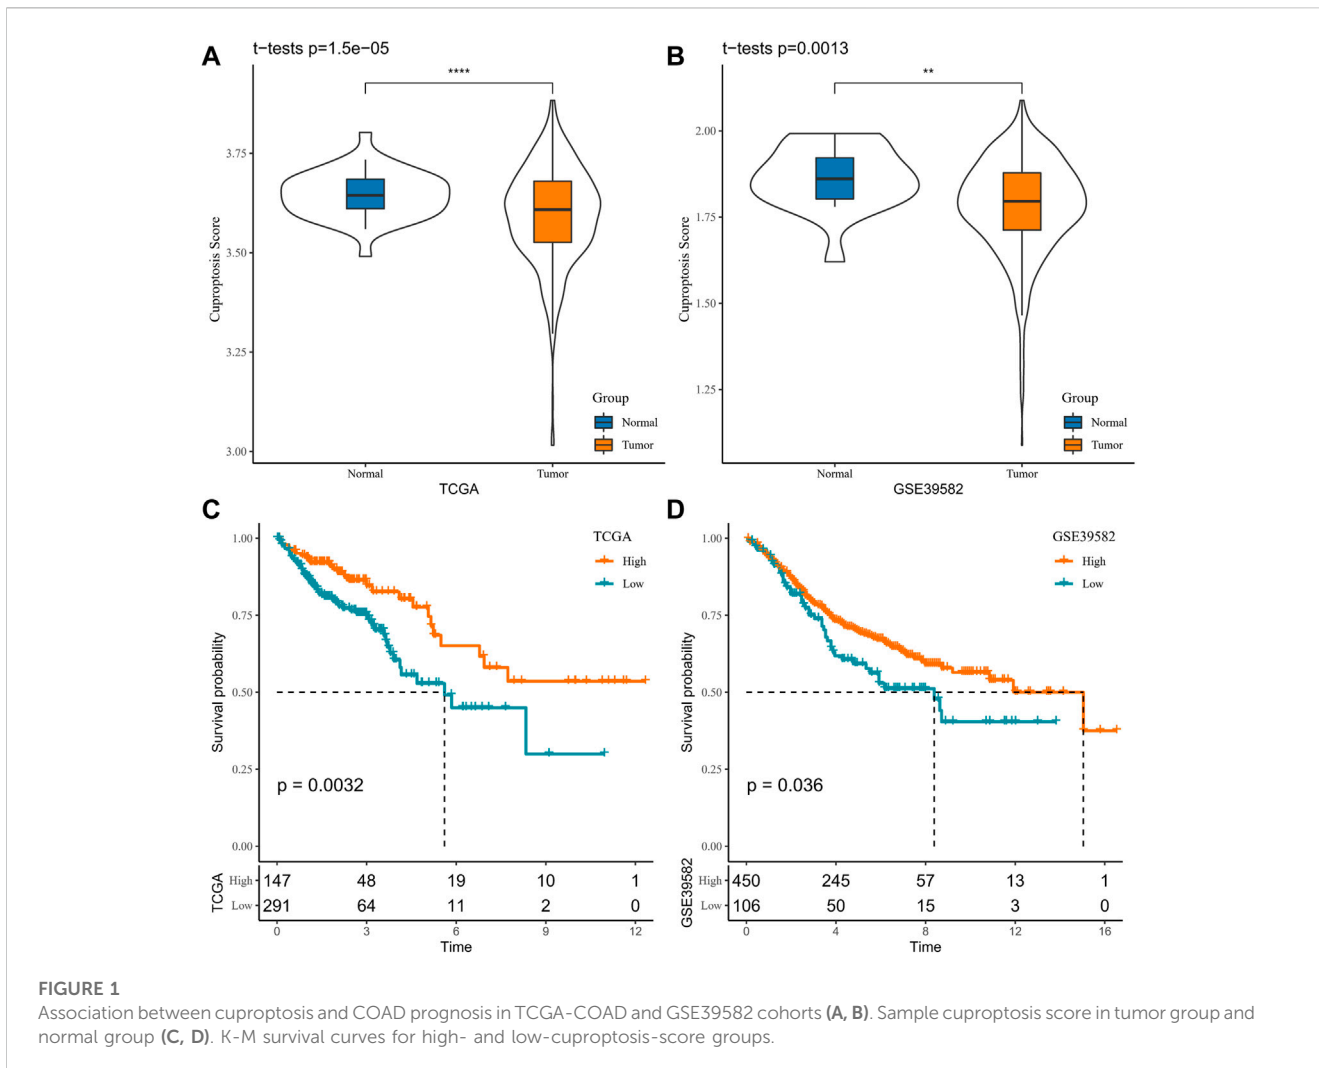 A
t-tests p=1.5e-05
****
Cuproptosis Score
3.75
3.50
3.25
3.00
Group
Normal
Tumor
Normal
Tumor
TCGA
B
t-tests p=0.0013
**
Cuproptosis Score
2.00
1.75
1.50
1.25
Group
Normal
Tumor
Normal
Tumor
GSE39582
C
Survival probability
1.00
0.75
0.50
0.25
0.00
TCGA
High
Low
p = 0.0032
TCGA
High 147 48 19 10 1
Low 291 64 11 2 0
0 3 6 9 12
Time
D
Survival probability
1.00
0.75
0.50
0.25
0.00
GSE39582
High
Low
p = 0.036
GSE39582
High 450 245 57 13 1
Low 106 50 15 3 0
0 4 8 12 16
Time
FIGURE 1
Association between cuproptosis and COAD prognosis in TCGA-COAD and GSE39582 cohorts (A, B). Sample cuproptosis score in tumor group and
normal group (C, D). K-M survival curves for high- and low-cuproptosis-score groups.